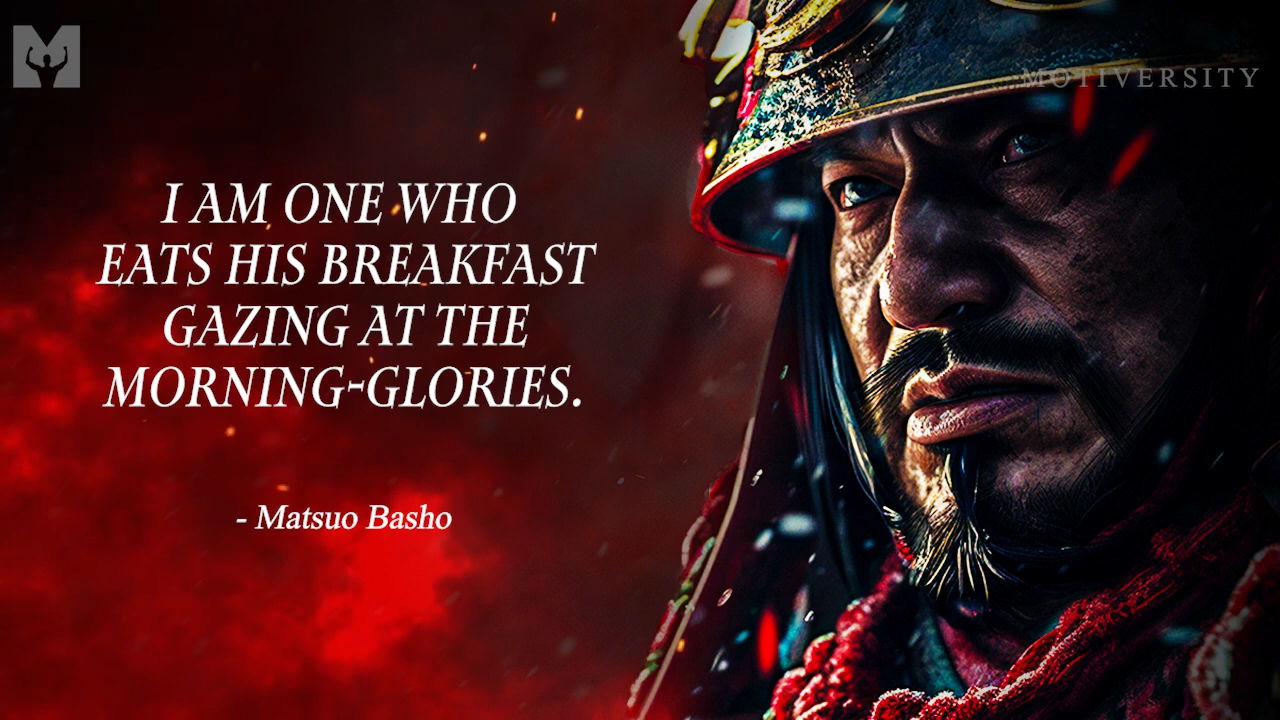 MOTIVERSITY
I AM ONE WHO
EATS HIS BREAKFAST
GAZING AT THE
MORNING-GLORIES.
- Matsuo Basho